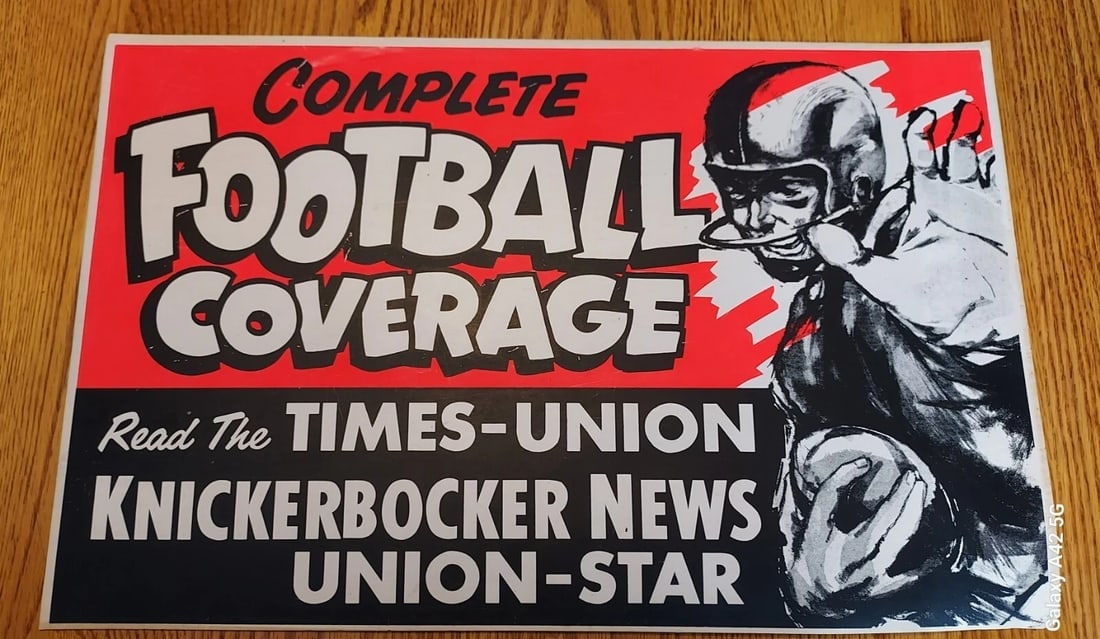 COMPLETE
FOOTBALL
COVERAGE
Read The TIMES-UNION
KNICKERBOCKER NEWS
UNION-STAR
Galaxy A42 5G